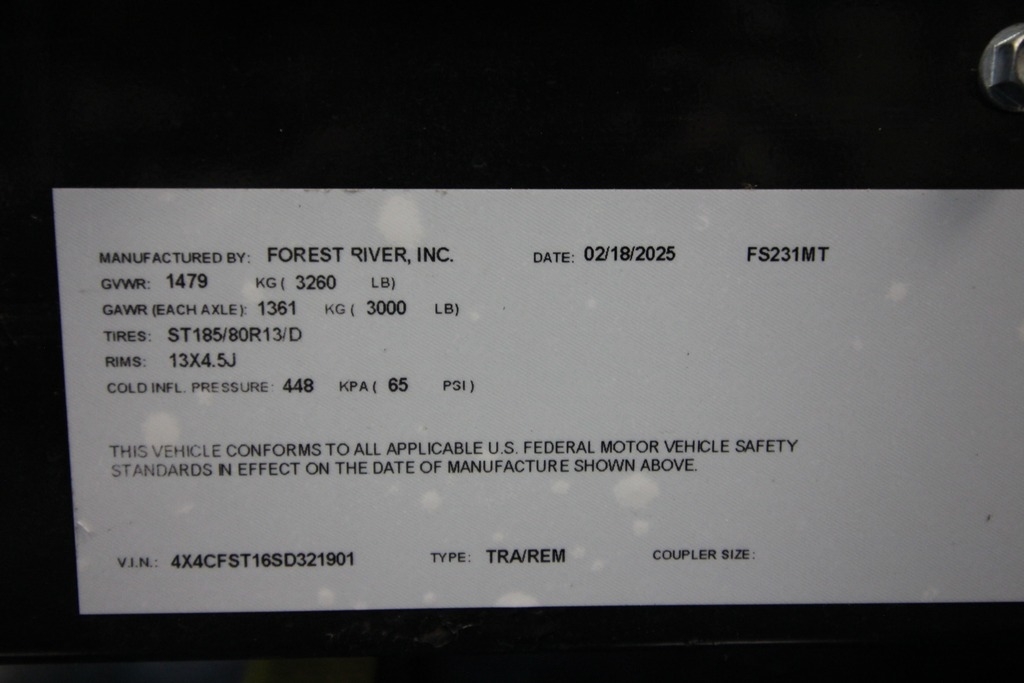 MANUFACTURED BY: FOREST RIVER, INC. DATE: 02/18/2025 FS231MT
GVWR: 1479 KG ( 3260 LB)
GAWR (EACH AXLE): 1361 KG ( 3000 LB)
TIRES: ST185/80R13/D
RIMS: 13X4.5J
COLD INFL. PRESSURE: 448 KPA ( 65 PSI )
THIS VEHICLE CONFORMS TO ALL APPLICABLE U.S. FEDERAL MOTOR VEHICLE SAFETY
STANDARDS IN EFFECT ON THE DATE OF MANUFACTURE SHOWN ABOVE.
V.I.N.: 4X4CFST16SD321901 TYPE: TRA/REM COUPLER SIZE: